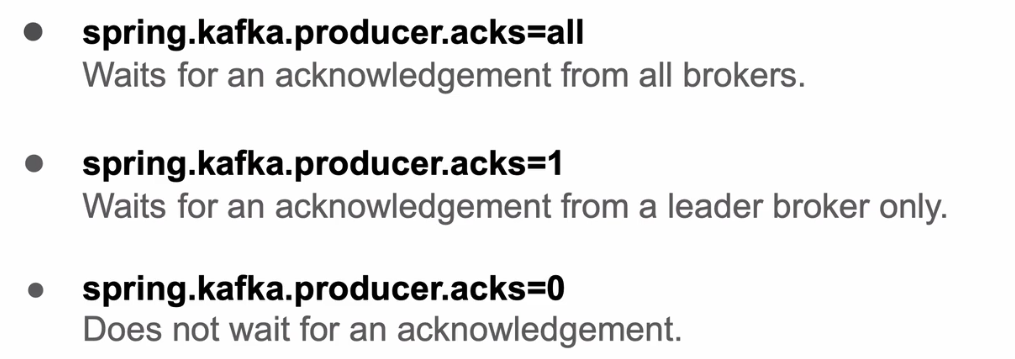 ● spring.kafka.producer.acks=all
Waits for an acknowledgement from all brokers.
● spring.kafka.producer.acks=1
Waits for an acknowledgement from a leader broker only.
● spring.kafka.producer.acks=0
Does not wait for an acknowledgement.